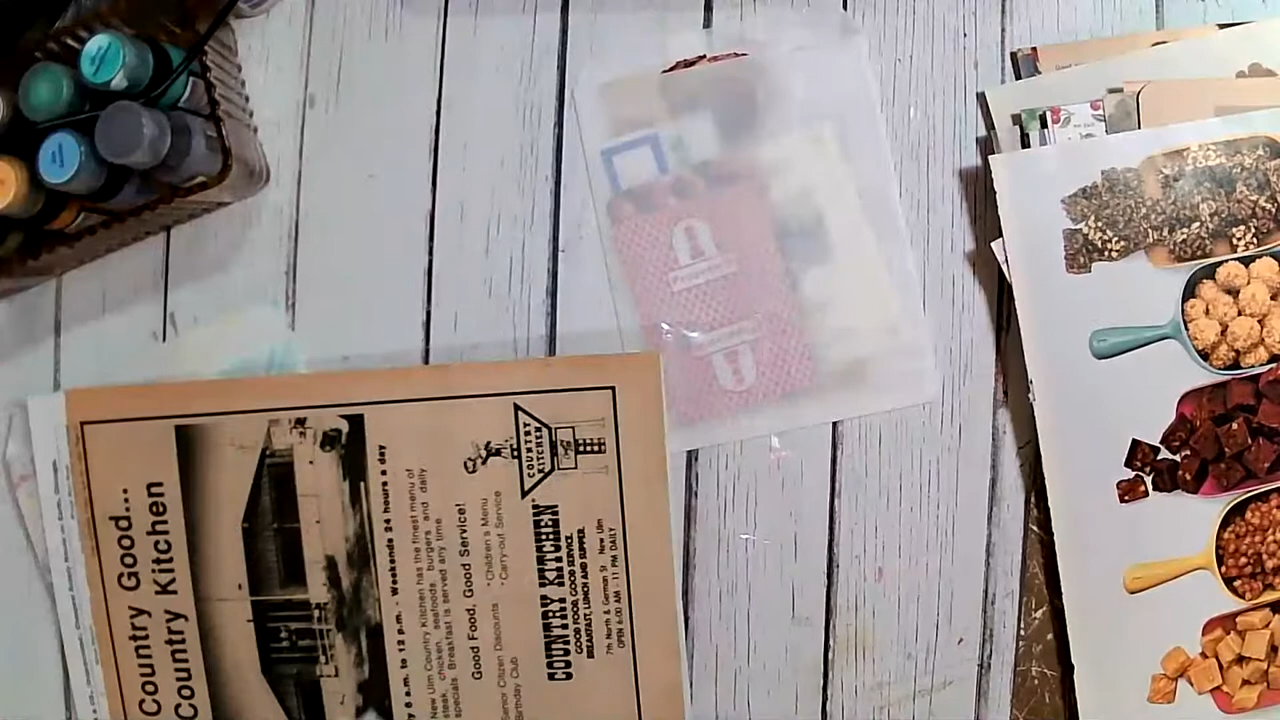 Country Good...
Country Kitchen
y 6 a.m. to 12 p.m. - Weekends 24 hours a day
New Ulm Country Kitchen has the finest menu of
steak, chicken, seafoods, burgers and daily
specials. Breakfast is served any time.
Good Food, Good Service!
Senior Citizen Discounts
Birthday Club
*Children's Menu
*Carry-out Service
COUNTRY
KITCHEN
COUNTRY KITCHEN®
GOOD FOOD, GOOD SERVICE.
BREAKFAST, LUNCH AND SUPPER.
7th North & German St. New Ulm
OPEN 6:00 AM - 11 PM DAILY